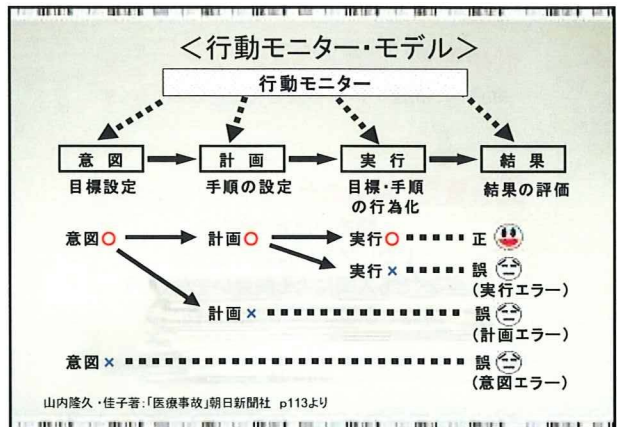 <行動モニター・モデル>
行動モニター
意図 計画 実行 結果
目標設定 手順の設定 目標・手順の行為化 結果の評価
意図○ 計画○ 実行○ 正
実行× 誤
(実行エラー)
計画× 誤
(計画エラー)
意図× 誤
(意図エラー)
山内隆久・佳子著:「医療事故」朝日新聞社 p113より